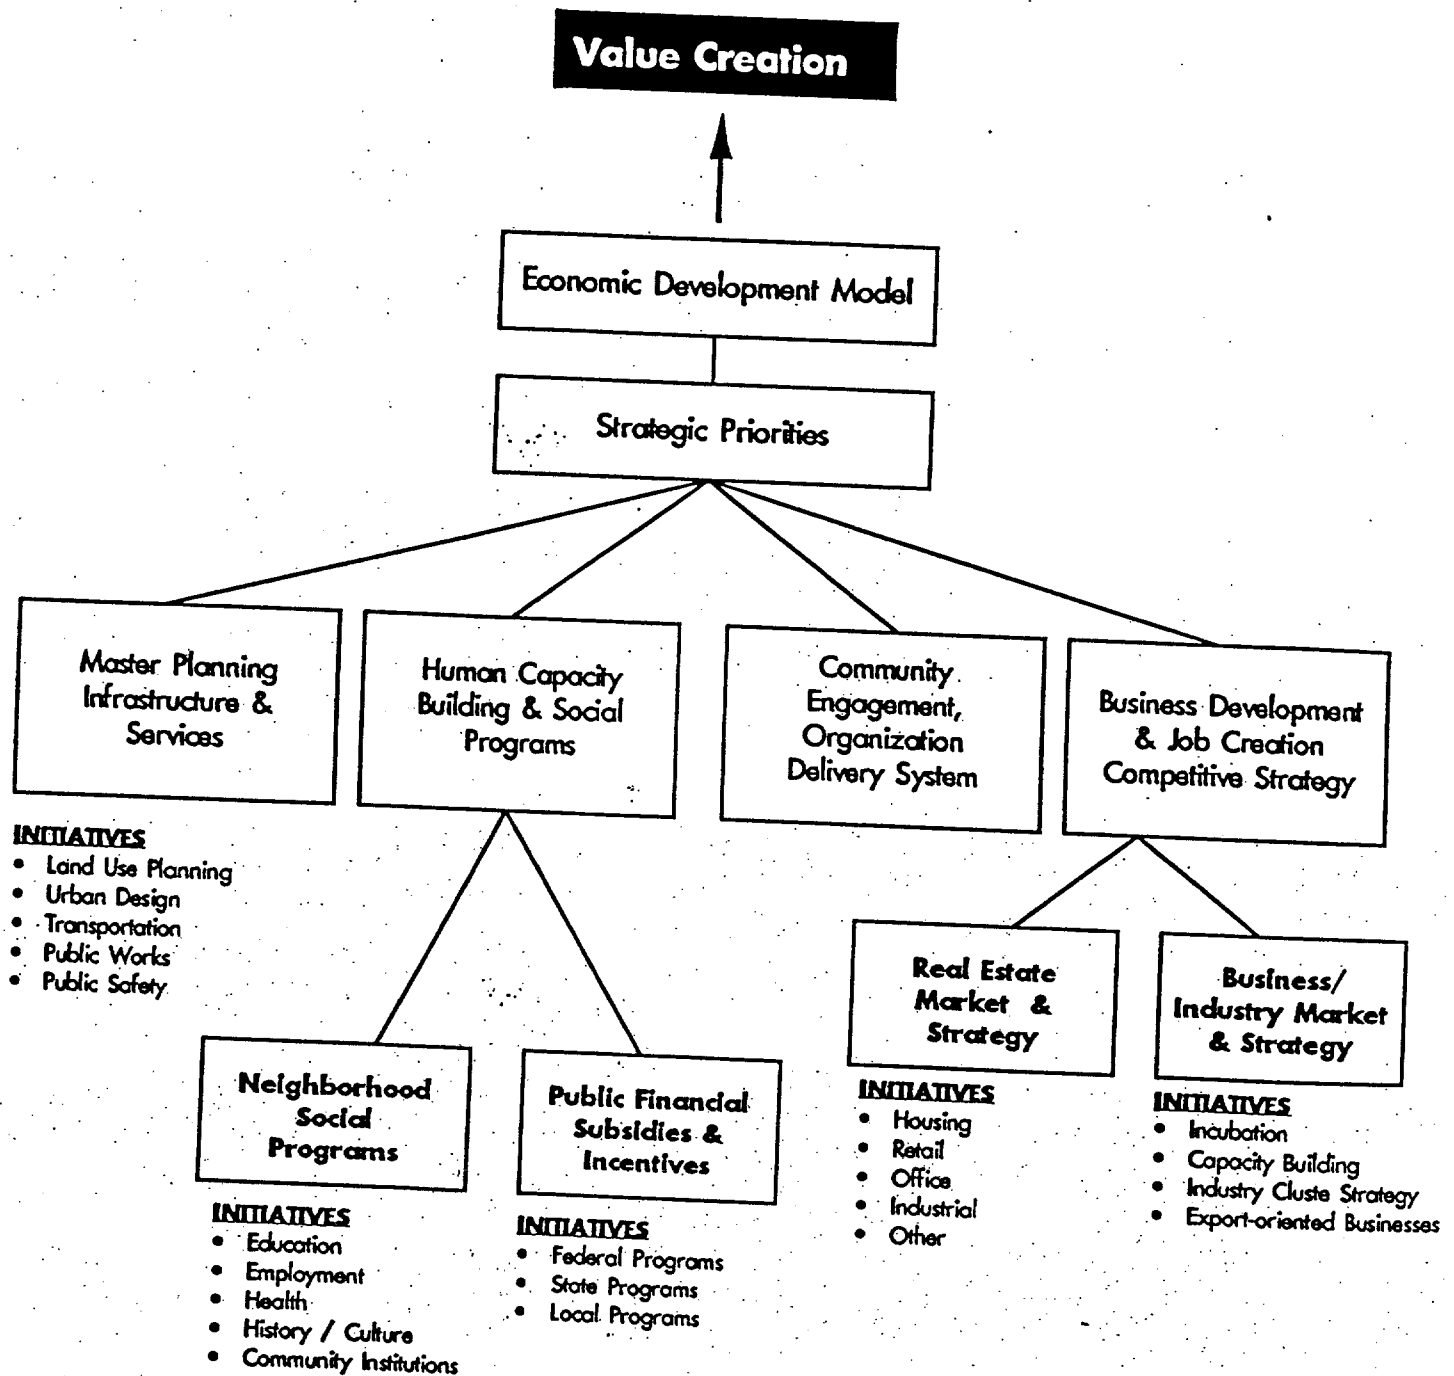 Value Creation
Economic Development Model
Strategic Priorities
Master Planning
Infrastructure &
Services
INITIATIVES
• Land Use Planning
• Urban Design
• Transportation
• Public Works
• Public Safety
Human Capacity
Building & Social
Programs
Neighborhood
Social
Programs
INITIATIVES
• Education
• Employment
• Health
• History / Culture
• Community Institutions
Public Financial
Subsidies &
Incentives
INITIATIVES
• Federal Programs
• State Programs
• Local Programs
Community
Engagement,
Organization
Delivery System
Business Development
& Job Creation
Competitive Strategy
Real Estate
Market &
Strategy
INITIATIVES
• Housing
• Retail
• Office
• Industrial
• Other
Business/
Industry Market
& Strategy
INITIATIVES
• Incubation
• Capacity Building
• Industry Cluste Strategy
• Export-oriented Businesses